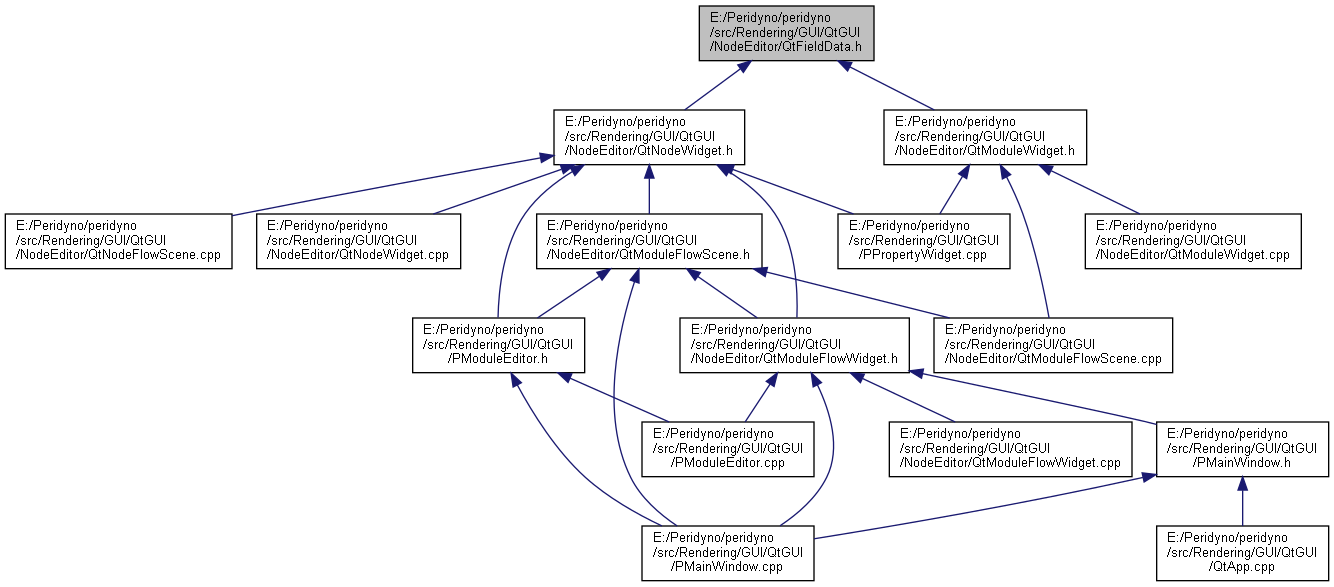 E:/Peridyno/peridyno
/src/Rendering/GUI/QtGUI
/NodeEditor/QtFieldData.h
E:/Peridyno/peridyno
/src/Rendering/GUI/QtGUI
/NodeEditor/QtNodeWidget.h
E:/Peridyno/peridyno
/src/Rendering/GUI/QtGUI
/NodeEditor/QtModuleWidget.h
E:/Peridyno/peridyno
/src/Rendering/GUI/QtGUI
/NodeEditor/QtNodeFlowScene.cpp
E:/Peridyno/peridyno
/src/Rendering/GUI/QtGUI
/NodeEditor/QtNodeWidget.cpp
E:/Peridyno/peridyno
/src/Rendering/GUI/QtGUI
/NodeEditor/QtModuleFlowScene.h
E:/Peridyno/peridyno
/src/Rendering/GUI/QtGUI
/PPropertyWidget.cpp
E:/Peridyno/peridyno
/src/Rendering/GUI/QtGUI
/NodeEditor/QtModuleWidget.cpp
E:/Peridyno/peridyno
/src/Rendering/GUI/QtGUI
/PModuleEditor.h
E:/Peridyno/peridyno
/src/Rendering/GUI/QtGUI
/NodeEditor/QtModuleFlowWidget.h
E:/Peridyno/peridyno
/src/Rendering/GUI/QtGUI
/NodeEditor/QtModuleFlowScene.cpp
E:/Peridyno/peridyno
/src/Rendering/GUI/QtGUI
/PModuleEditor.cpp
E:/Peridyno/peridyno
/src/Rendering/GUI/QtGUI
/NodeEditor/QtModuleFlowWidget.cpp
E:/Peridyno/peridyno
/src/Rendering/GUI/QtGUI
/PMainWindow.h
E:/Peridyno/peridyno
/src/Rendering/GUI/QtGUI
/PMainWindow.cpp
E:/Peridyno/peridyno
/src/Rendering/GUI/QtGUI
/QtApp.cpp